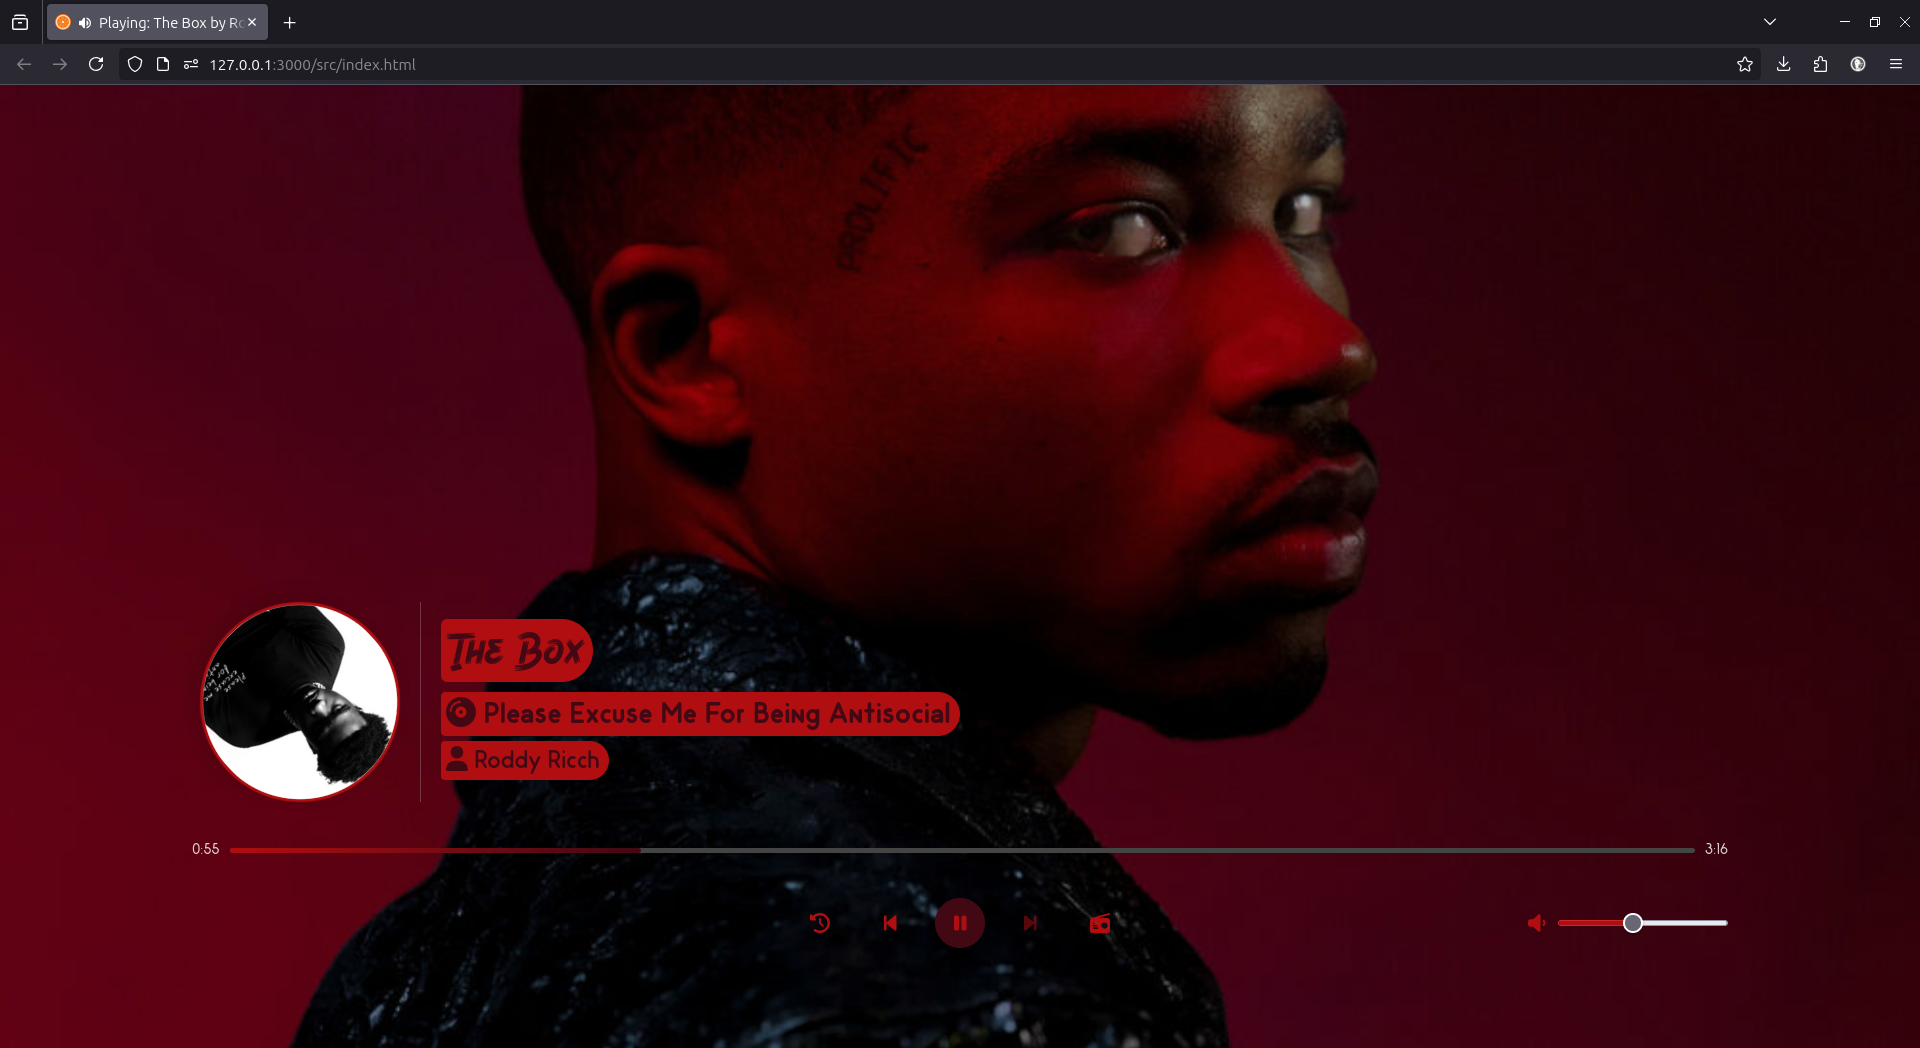 Playing: The Box by Ro
127.0.0.1:3000/src/index.html
PROLIFIC
The Box
Please Excuse Me For Being Antisocial
Roddy Ricch
0:55
3:16